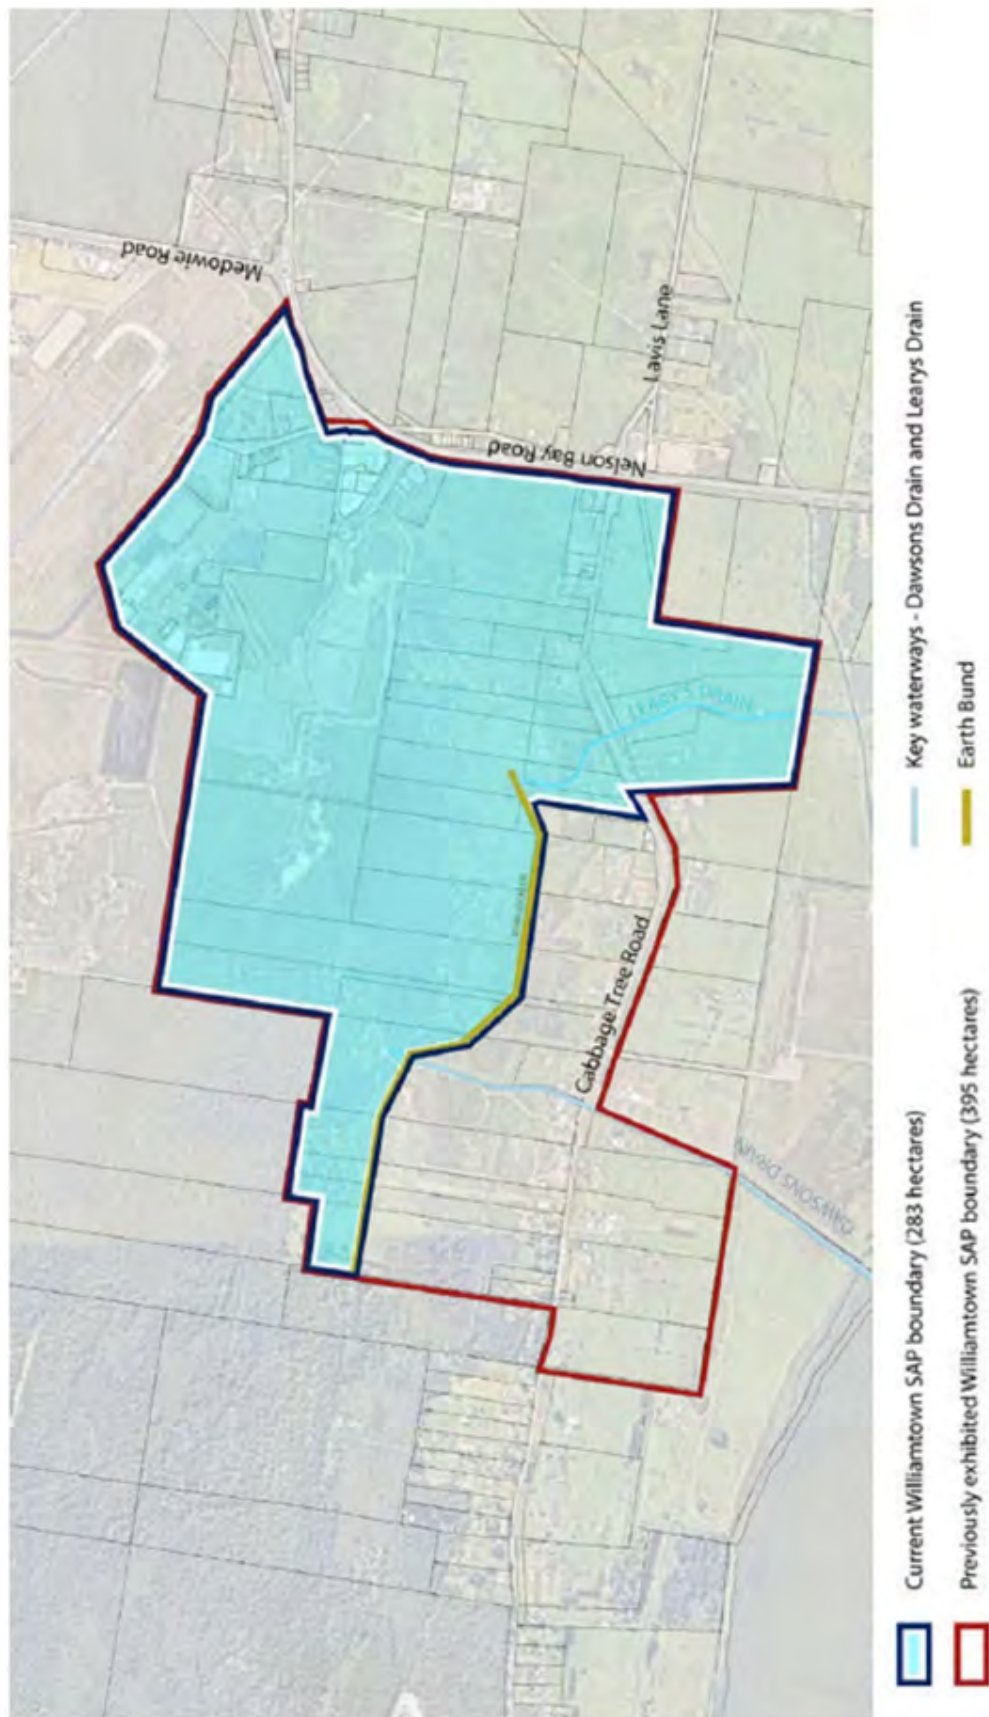 Medowie Road
Nelson Bay Road
Lavis Lane
LEARY'S DRAIN
Cabbage Tree Road
DAWSONS DRAIN
Current Williamtown SAP boundary (283 hectares)
Key waterways - Dawsons Drain and Learys Drain
Previously exhibited Williamtown SAP boundary (395 hectares)
Earth Bund